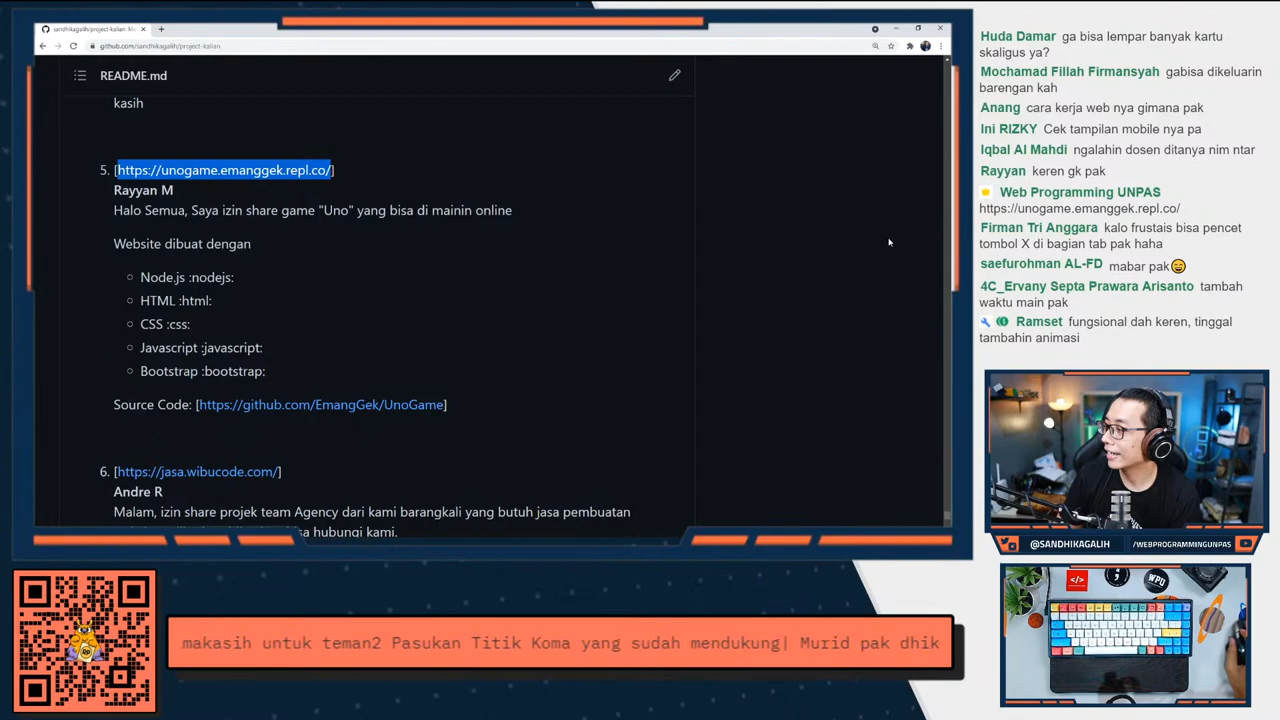 sandhikagalih/project-kalian: Me
github.com/sandhikagalih/project-kalian
README.md
kasih
5. [https://unogame.emanggek.repl.co/]
Rayyan M
Halo Semua, Saya izin share game "Uno" yang bisa di mainin online
Website dibuat dengan
Node.js :nodejs:
HTML :html:
CSS :css:
Javascript :javascript:
Bootstrap :bootstrap:
Source Code: [https://github.com/EmangGek/UnoGame]
6. [https://jasa.wibucode.com/]
Andre R
Malam, izin share projek team Agency dari kami barangkali yang butuh jasa pembuatan
sa hubungi kami.
Huda Damar ga bisa lempar banyak kartu
skaligus ya?
Mochamad Fillah Firmansyah gabisa dikeluarin
barengan kah
Anang cara kerja web nya gimana pak
Ini RIZKY Cek tampilan mobile nya pa
Iqbal Al Mahdi ngalahin dosen ditanya nim ntar
Rayyan keren gk pak
Web Programming UNPAS
https://unogame.emanggek.repl.co/
Firman Tri Anggara kalo frustais bisa pencet
tombol X di bagian tab pak haha
saefurohman AL-FD mabar pak😄
4C_Ervany Septa Prawara Arisanto tambah
waktu main pak
Ramset fungsional dah keren, tinggal
tambahin animasi
@SANDHIKAGALIH /WEBPROGRAMMINGUNPAS
</> ; WPU
makasih untuk teman2 Pasukan Titik Koma yang sudah mendukung| Murid pak dhik